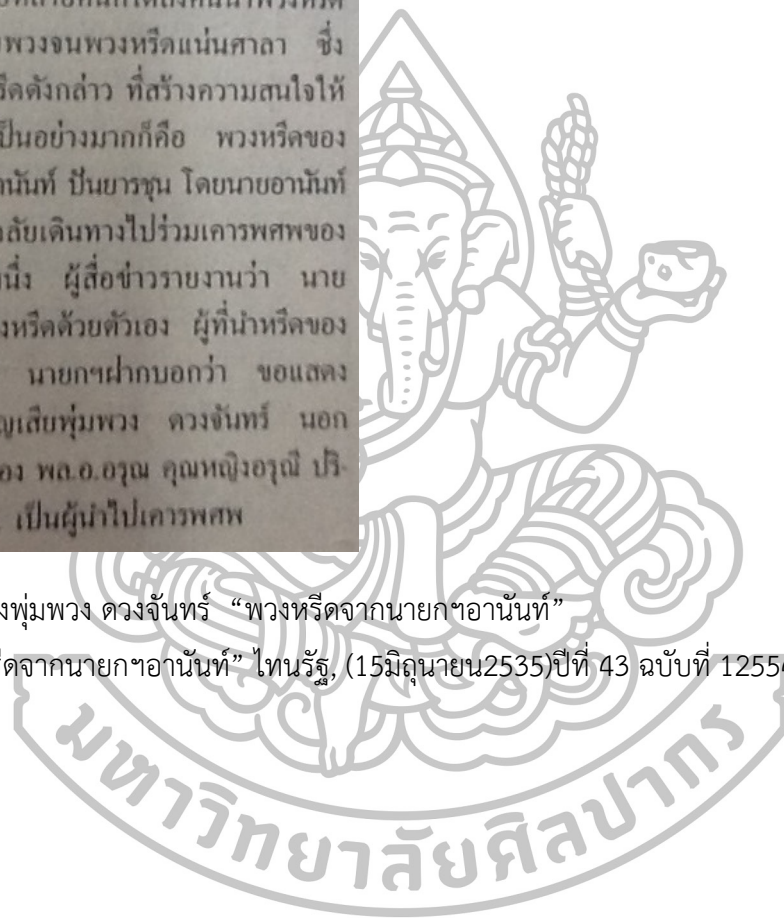 พวงจนพวงหรีดแน่นศาลา ซึ่ง
รีดดังกล่าว ที่สร้างความสนใจให้
เป็นอย่างมากก็คือ พวงหรีดของ
านันท์ ปันยารชุน โดยนายอานันท์
ลัยเดินทางไปร่วมเคารพศพของ
นึ่ง ผู้สื่อข่าวรายงานว่า นาย
งหรีดด้วยตัวเอง ผู้ที่นำหรีดของ
นายกฯฝากบอกว่า ขอแสดง
ญเสียพุ่มพวง ดวงจันทร์ นอก
อง พล.อ.อรุณ คุณหญิงอรุณี ปริ-
เป็นผู้นำไปเคารพศพ
งพุ่มพวง ดวงจันทร์ “พวงหรีดจากนายกฯอานันท์”
รีดจากนายกฯอานันท์” ไทนรัฐ, (15มิถุนายน2535)ปีที่ 43 ฉบับที่ 1255
มหาวิทยาลัยศิลปากร